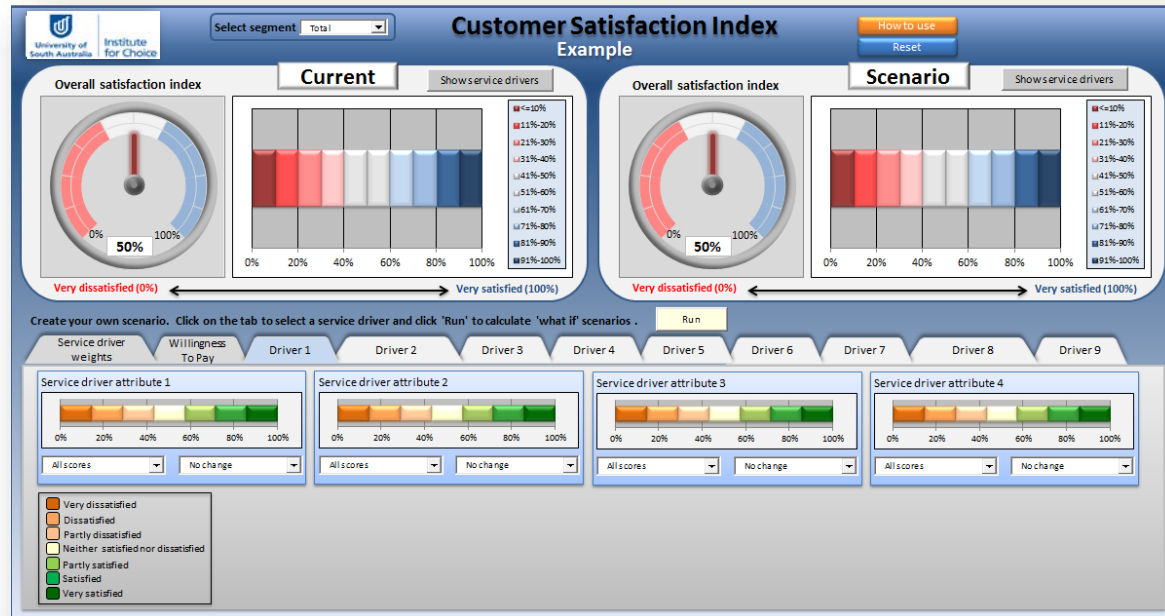 University of South Australia
Institute for Choice
Select segment Total
Customer Satisfaction Index
Example
How to use
Reset
Overall satisfaction index
Current
Show service drivers
0% 100%
50%
0% 20% 40% 60% 80% 100%
<=10%
11%-20%
21%-30%
31%-40%
41%-50%
51%-60%
61%-70%
71%-80%
81%-90%
91%-100%
Very dissatisfied (0%) Very satisfied (100%)
Overall satisfaction index
Scenario
Show service drivers
0% 100%
50%
0% 20% 40% 60% 80% 100%
<=10%
11%-20%
21%-30%
31%-40%
41%-50%
51%-60%
61%-70%
71%-80%
81%-90%
91%-100%
Very dissatisfied (0%) Very satisfied (100%)
Create your own scenario. Click on the tab to select a service driver and click 'Run' to calculate 'what if' scenarios .
Run
Service driver weights
Willingness To Pay
Driver 1
Driver 2
Driver 3
Driver 4
Driver 5
Driver 6
Driver 7
Driver 8
Driver 9
Service driver attribute 1
0% 20% 40% 60% 80% 100%
All scores No change
Service driver attribute 2
0% 20% 40% 60% 80% 100%
All scores No change
Service driver attribute 3
0% 20% 40% 60% 80% 100%
All scores No change
Service driver attribute 4
0% 20% 40% 60% 80% 100%
All scores No change
Very dissatisfied
Dissatisfied
Partly dissatisfied
Neither satisfied nor dissatisfied
Partly satisfied
Satisfied
Very satisfied